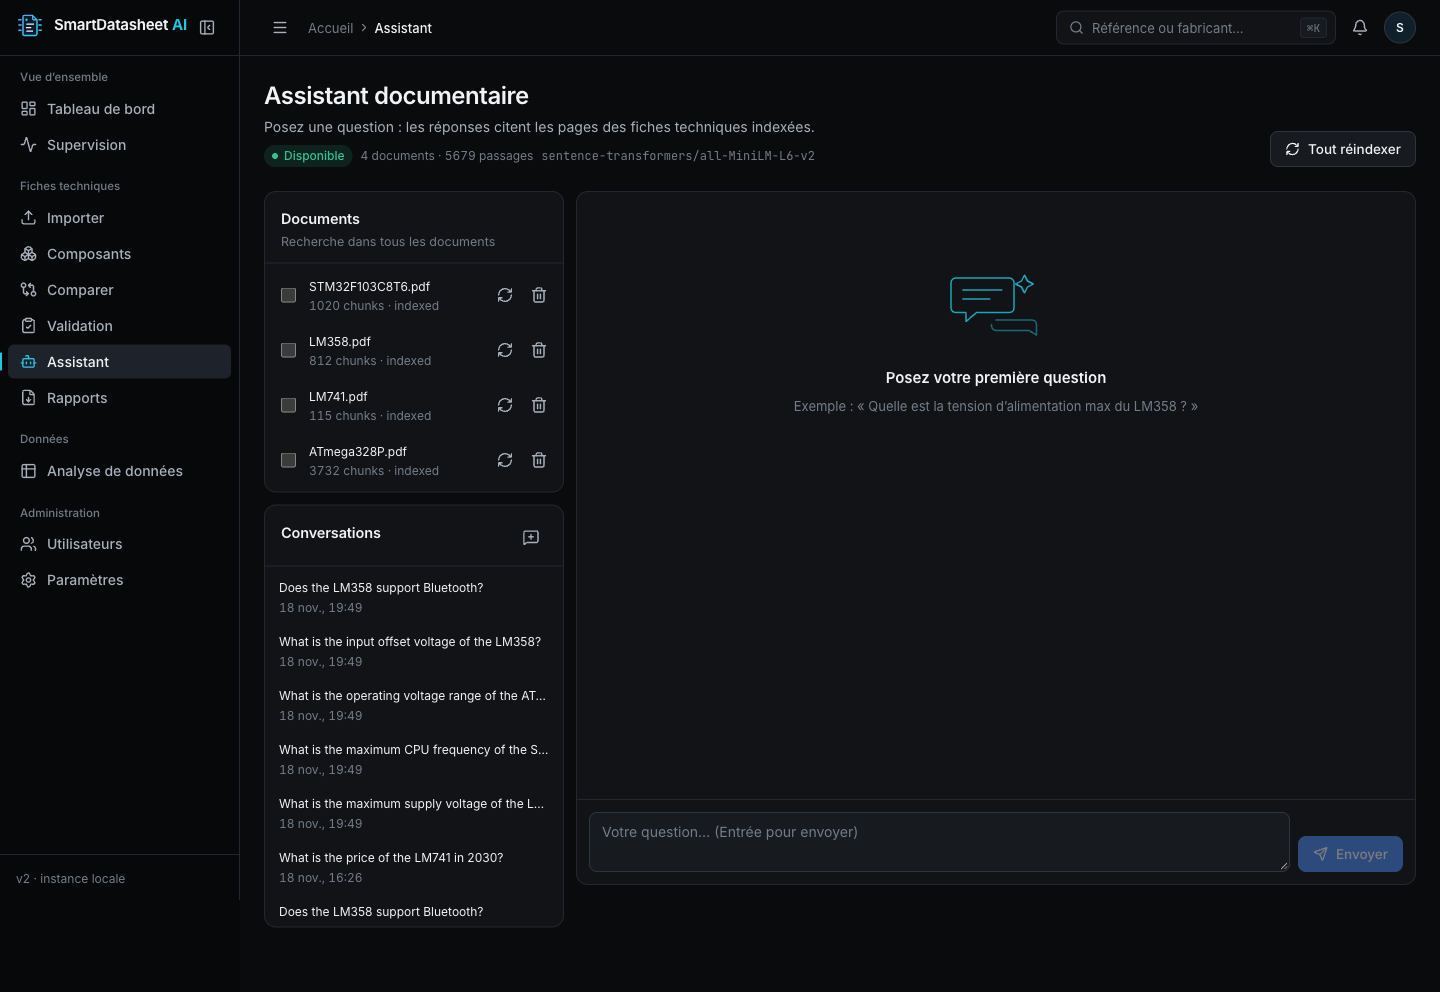 SmartDatasheet AI
Vue d'ensemble
Tableau de bord
Supervision
Fiches techniques
Importer
Composants
Comparer
Validation
Assistant
Rapports
Données
Analyse de données
Administration
Utilisateurs
Paramètres
v2 · instance locale
Accueil > Assistant
Référence ou fabricant... ⌘K
S
Assistant documentaire
Posez une question : les réponses citent les pages des fiches techniques indexées.
Disponible 4 documents · 5679 passages sentence-transformers/all-MiniLM-L6-v2
Tout réindexer
Documents
Recherche dans tous les documents
STM32F103C8T6.pdf
1020 chunks · indexed
LM358.pdf
812 chunks · indexed
LM741.pdf
115 chunks · indexed
ATmega328P.pdf
3732 chunks · indexed
Conversations
Does the LM358 support Bluetooth?
18 nov., 19:49
What is the input offset voltage of the LM358?
18 nov., 19:49
What is the operating voltage range of the AT...
18 nov., 19:49
What is the maximum CPU frequency of the S...
18 nov., 19:49
What is the maximum supply voltage of the L...
18 nov., 19:49
What is the price of the LM741 in 2030?
18 nov., 16:26
Does the LM358 support Bluetooth?
Posez votre première question
Exemple : « Quelle est la tension d'alimentation max du LM358 ? »
Votre question... (Entrée pour envoyer)
Envoyer